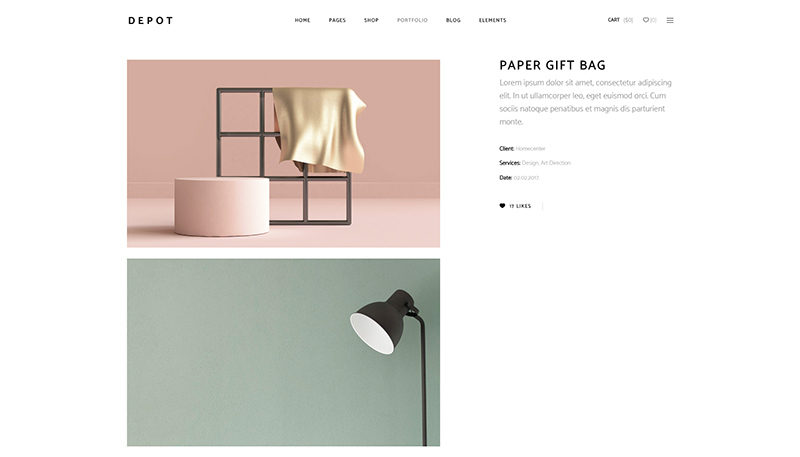 DEPOT
HOME PAGES SHOP PORTFOLIO BLOG ELEMENTS
CART ($0) (0)
PAPER GIFT BAG
Lorem ipsum dolor sit amet, consectetur adipiscing
elit. In ut ullamcorper leo, eget euismod orci. Cum
sociis natoque penatibus et magnis dis parturient
monte.
Client: Homecenter
Services: Design, Art Direction
Date: 02.02.2017.
17 LIKES